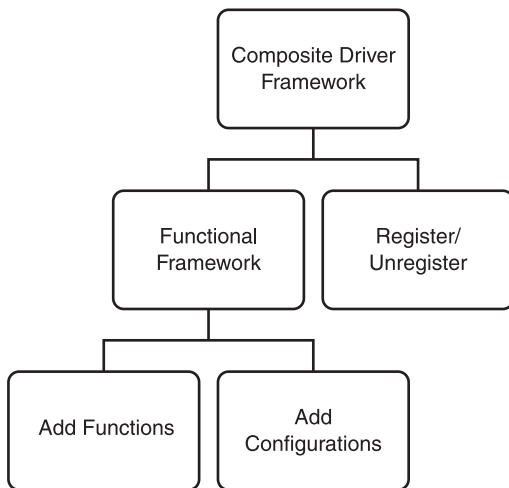 Composite Driver
Framework
Functional
Framework
Register/
Unregister
Add Functions
Add
Configurations